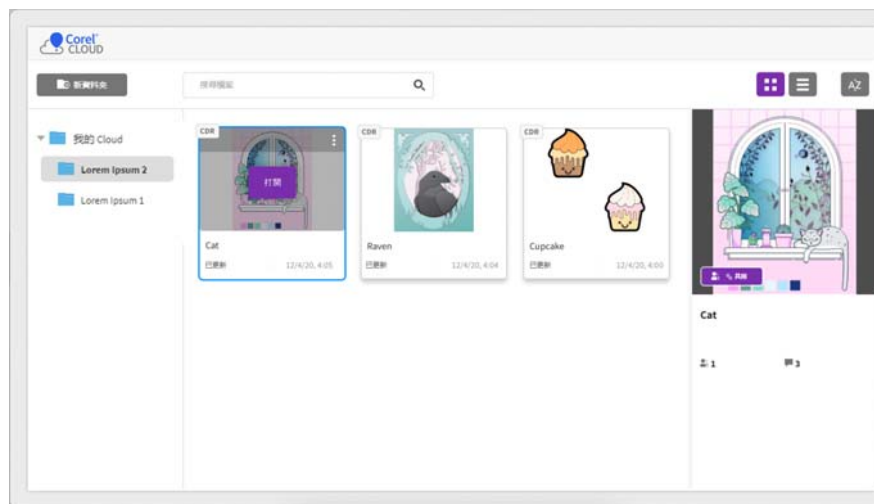 Corel
CLOUD
新資料夾
搜尋檔案
AZ
我的 Cloud
Lorem Ipsum 2
Lorem Ipsum 1
CDR
打開
Cat
已更新 12/4/20, 4:05
CDR
Raven
已更新 12/4/20, 4:04
CDR
Cupcake
已更新 12/4/20, 4:00
共用
Cat
1 3